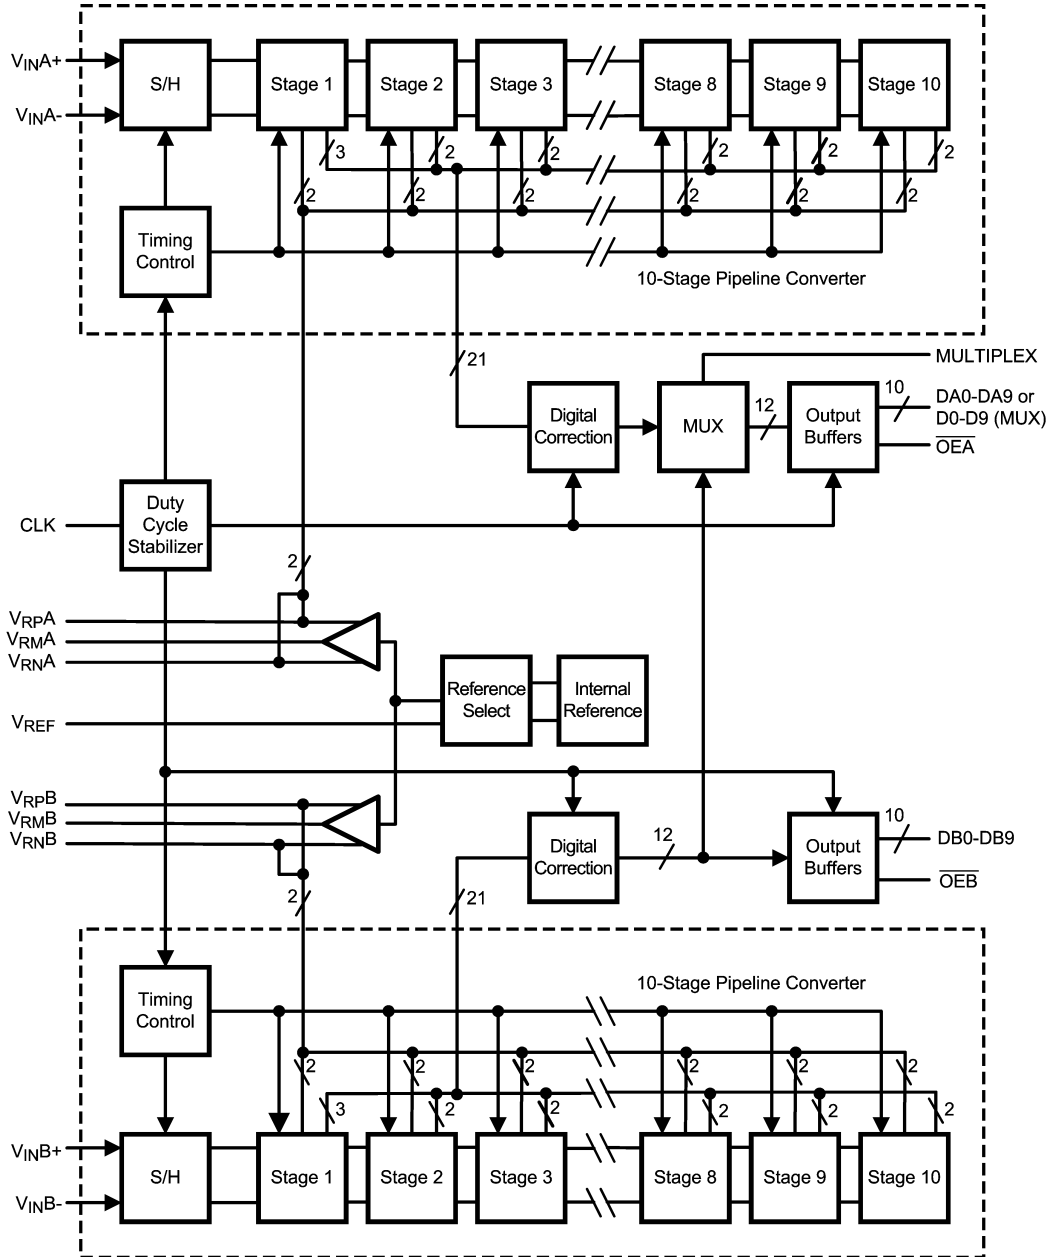 VINA+
VINA-
S/H
Stage 1
Stage 2
Stage 3
Stage 8
Stage 9
Stage 10
3
2
2
2
2
2
2
2
2
2
2
2
2
2
Timing
Control
10-Stage Pipeline Converter
21
MULTIPLEX
Digital
Correction
MUX
12
Output
Buffers
10
DA0-DA9 or
D0-D9 (MUX)
OEA
CLK
Duty
Cycle
Stabilizer
2
VRPA
VRMA
VRNA
VREF
Reference
Select
Internal
Reference
VRPB
VRMB
VRNB
2
Digital
Correction
12
Output
Buffers
10
DB0-DB9
OEB
21
Timing
Control
10-Stage Pipeline Converter
2
2
2
2
2
2
3
2
2
2
2
2
VINB+
VINB-
S/H
Stage 1
Stage 2
Stage 3
Stage 8
Stage 9
Stage 10